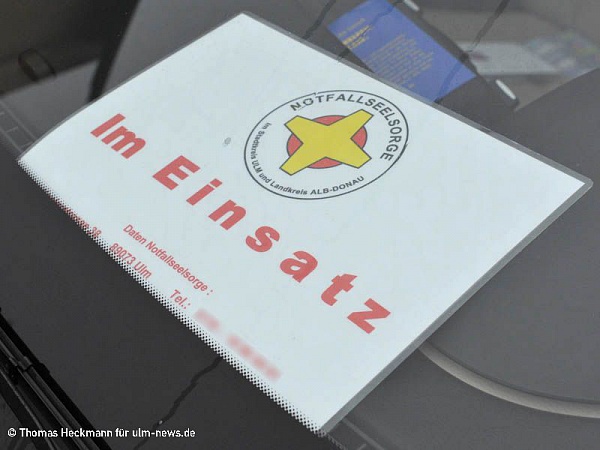 NOTFALLSEELSORGE
im Stadtkreis ULM und Landkreis ALB-DONAU
Im Einsatz
Daten Notfallseelsorge :
38
89073 Ulm
Tel.:
© Thomas Heckmann für ulm-news.de